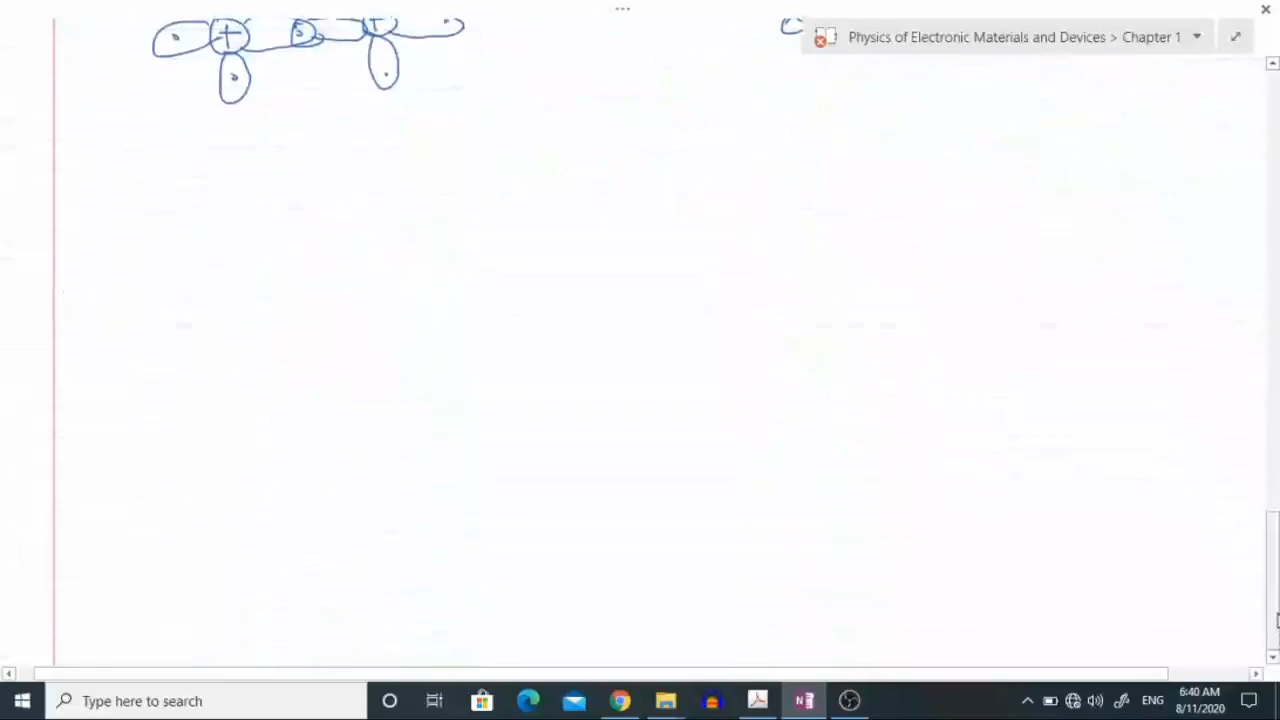 +
+
Physics of Electronic Materials and Devices > Chapter 1
Type here to search
N
ENG
6:40 AM
8/11/2020